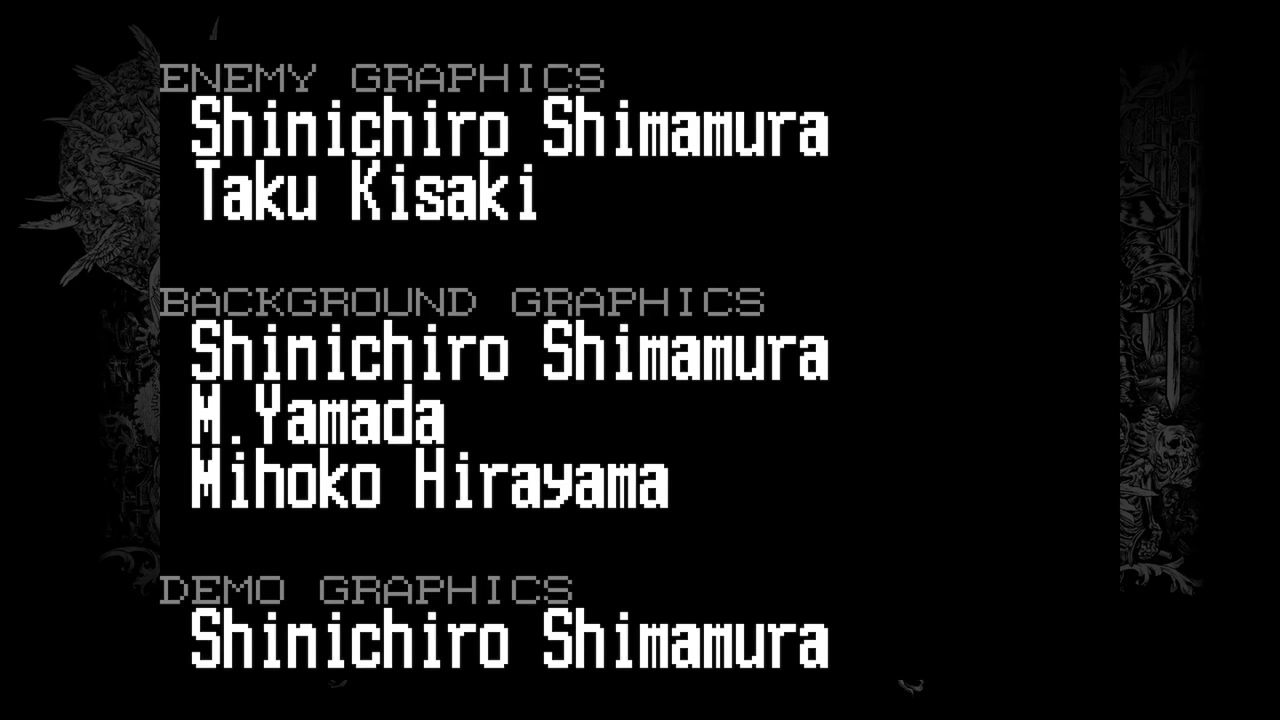 ENEMY GRAPHICS
Shinichiro Shimamura
Taku Kisaki
BACKGROUND GRAPHICS
Shinichiro Shimamura
M.Yamada
Mihoko Hirayama
DEMO GRAPHICS
Shinichiro Shimamura